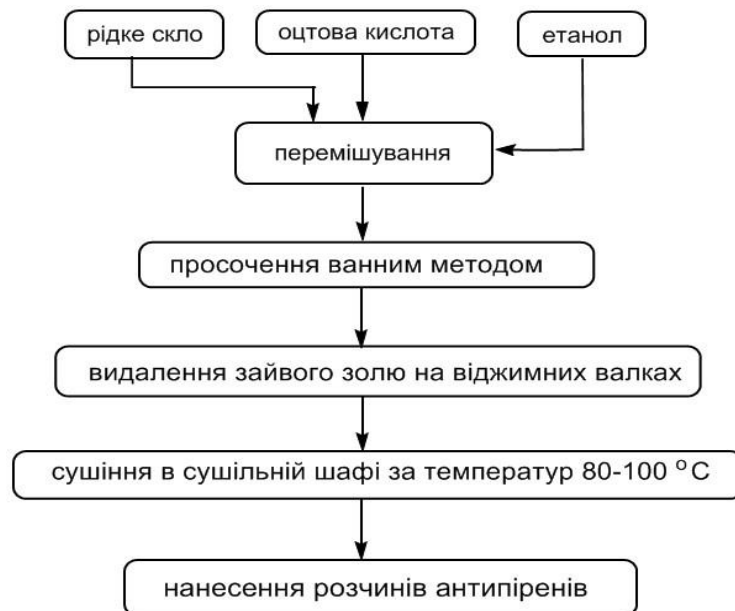 рідке скло
оцтова кислота
етанол
перемішування
просочення ванним методом
видалення зайвого золю на віджимних валках
сушіння в сушільній шафі за температур 80-100 °C
нанесення розчинів антипіренів